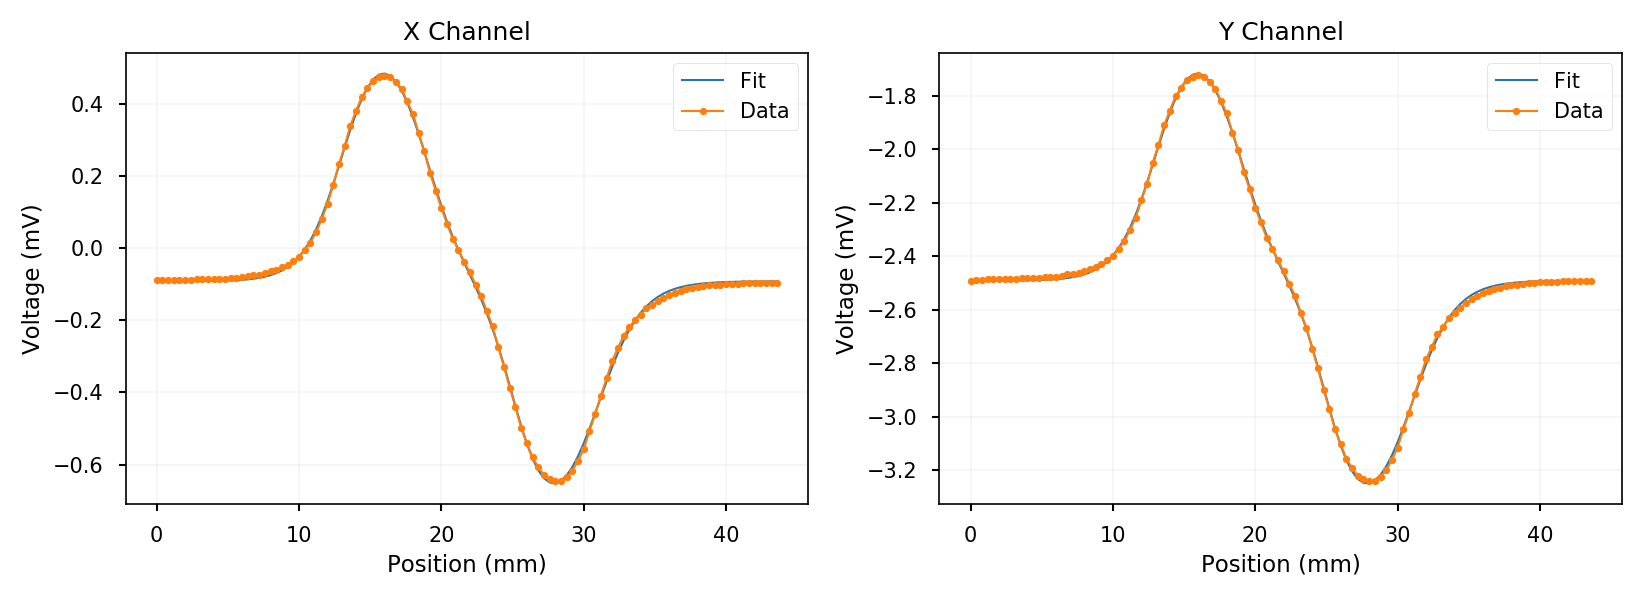 X Channel
Fit
Data
0.4
0.2
0.0
−0.2
−0.4
−0.6
Voltage (mV)
0 10 20 30 40
Position (mm)
Y Channel
Fit
Data
−1.8
−2.0
−2.2
−2.4
−2.6
−2.8
−3.0
−3.2
Voltage (mV)
0 10 20 30 40
Position (mm)